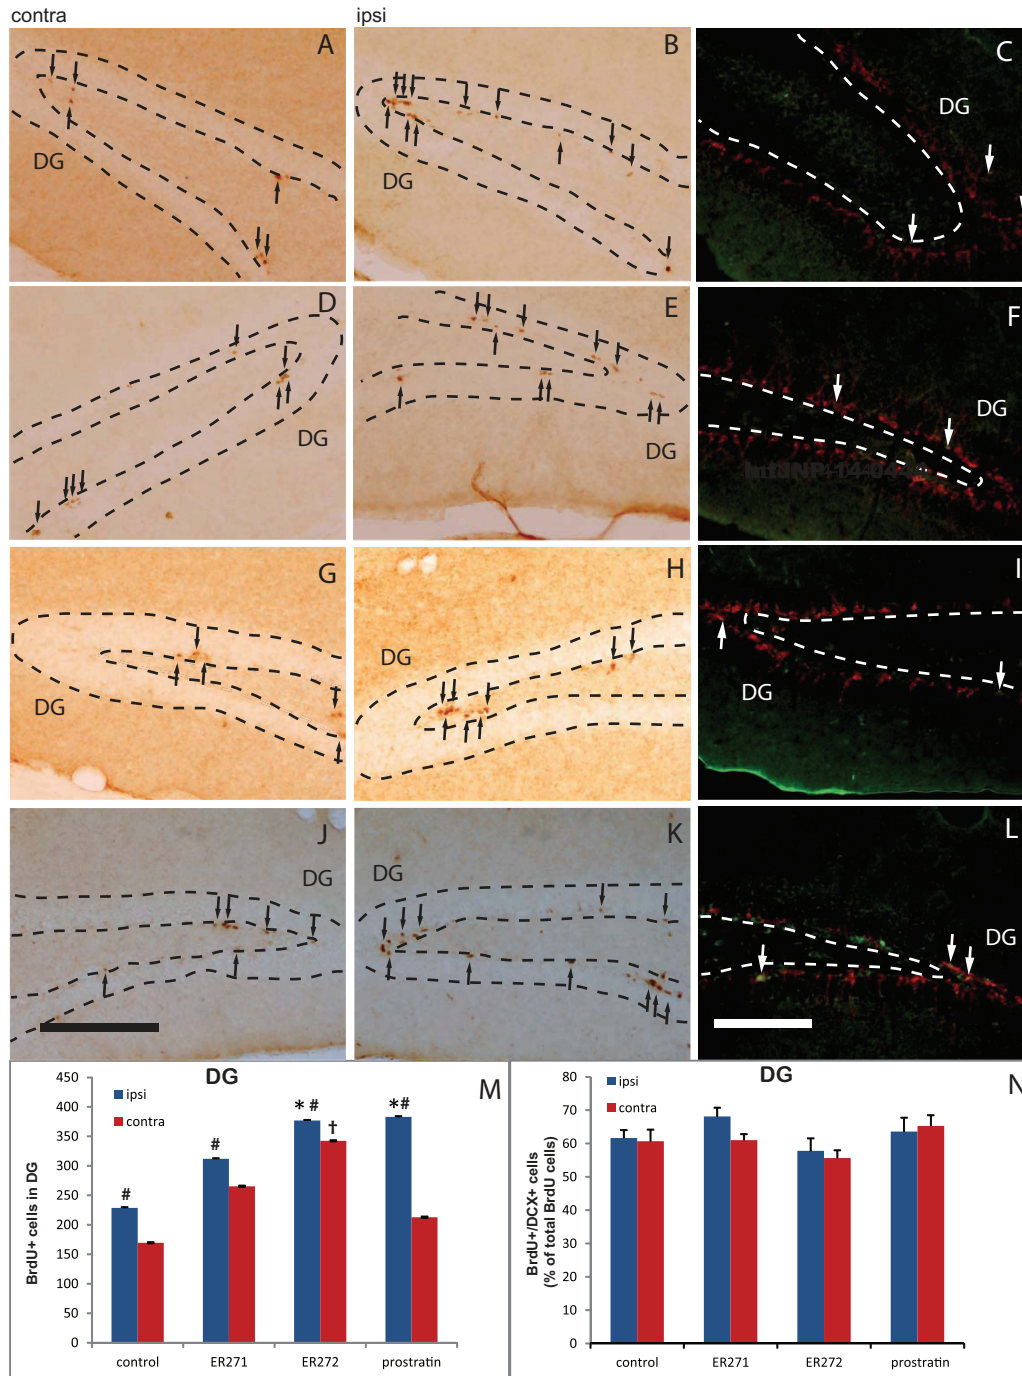 contra
ipsi
A
DG
B
DG
C
DG
D
DG
E
DG
F
DG
G
DG
H
DG
I
DG
J
DG
K
DG
L
DG
DG
M
ipsi
contra
BrdU+ cells in DG
450
400
350
300
250
200
150
100
50
0
#
#
* #
†
*#
control
ER271
ER272
prostratin
DG
N
ipsi
contra
BrdU+/DCX+ cells
(% of total BrdU cells)
80
70
60
50
40
30
20
10
0
control
ER271
ER272
prostratin